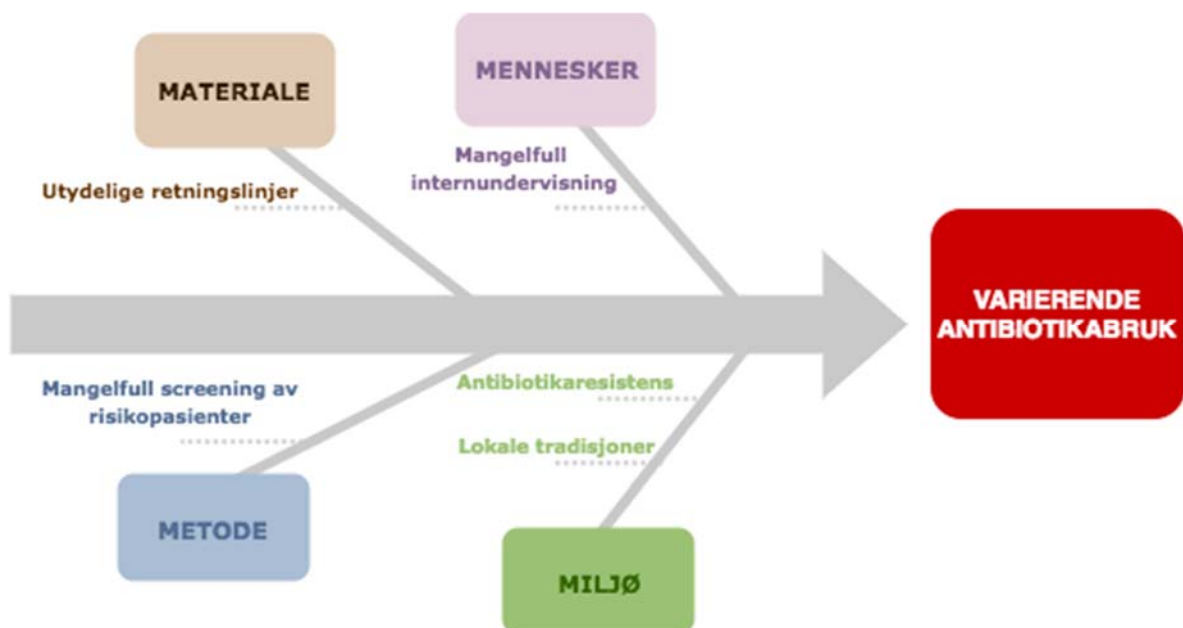 MATERIALE
MENNESKER
Utydelige retningslinjer
Mangelfull
internundervisning
VARIERENDE
ANTIBIOTIKABRUK
Mangelfull screening av
risikopasienter
Antibiotikaresistens
Lokale tradisjoner
METODE
MILJØ